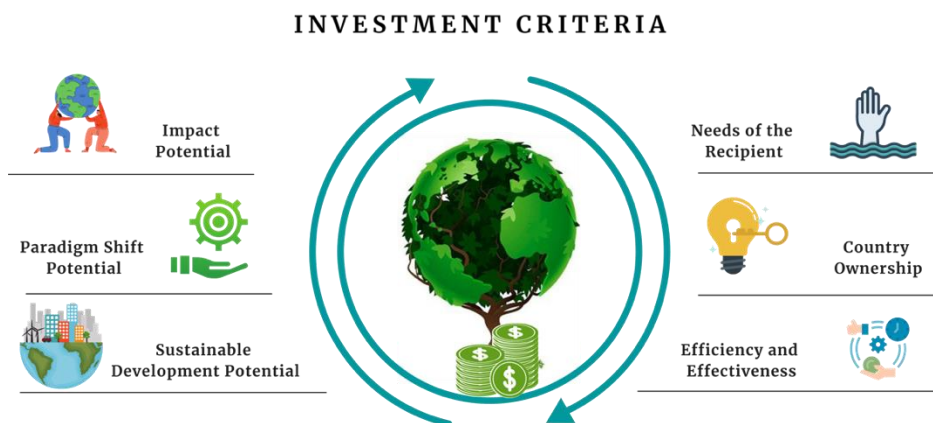 INVESTMENT CRITERIA
Impact
Potential
Paradigm Shift
Potential
Sustainable
Development Potential
Needs of the
Recipient
Country
Ownership
Efficiency and
Effectiveness
$
$
$